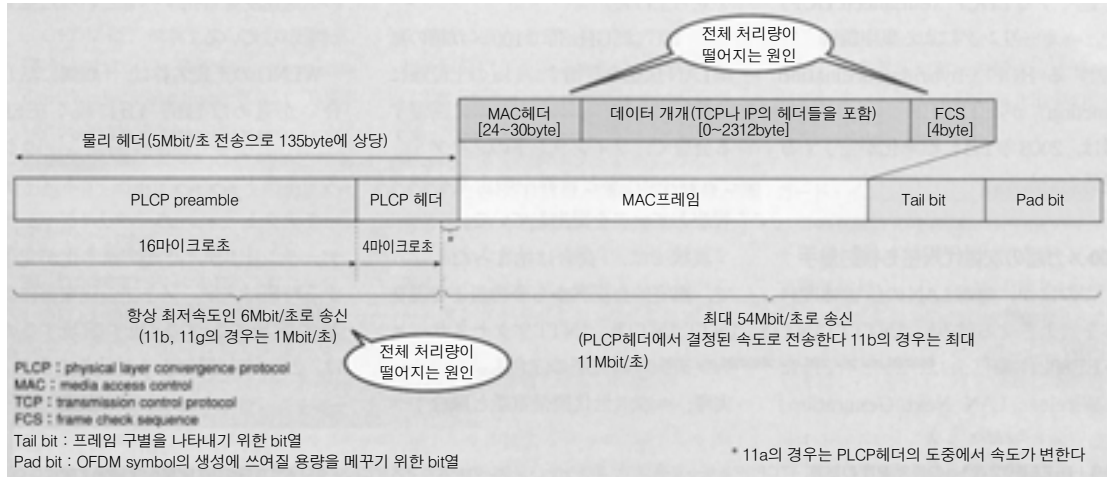 전체 처리량이
떨어지는 원인
MAC헤더
[24~30byte]
데이터 개개(TCP나 IP의 헤더들을 포함)
[0~2312byte]
FCS
[4byte]
물리 헤더(5Mbit/초 전송으로 135byte에 상당)
PLCP preamble
PLCP 헤더
MAC프레임
Tail bit
Pad bit
16마이크로초
4마이크로초
*
항상 최저속도인 6Mbit/초로 송신
(11b, 11g의 경우는 1Mbit/초)
전체 처리량이
떨어지는 원인
최대 54Mbit/초로 송신
(PLCP헤더에서 결정된 속도로 전송한다 11b의 경우는 최대
11Mbit/초)
PLCP : physical layer convergence protocol
MAC : media access control
TCP : transmission control protocol
FCS : frame check sequence
Tail bit : 프레임 구별을 나타내기 위한 bit열
Pad bit : OFDM symbol의 생성에 쓰여질 용량을 메꾸기 위한 bit열
* 11a의 경우는 PLCP헤더의 도중에서 속도가 변한다